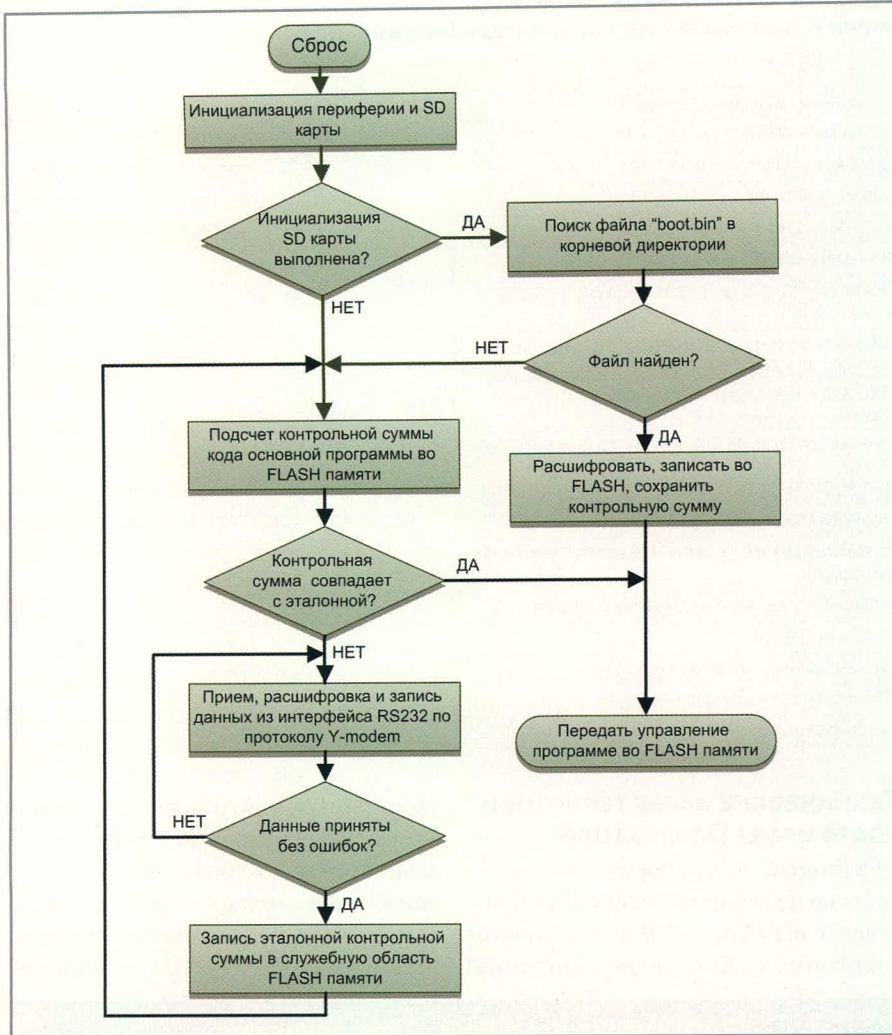 Сброс
Инициализация периферии и SD
карты
Инициализация
SD карты
выполнена?
ДА
Поиск файла “boot.bin” в
корневой директории
НЕТ
НЕТ
Файл найден?
ДА
Подсчет контрольной суммы
кода основной программы во
FLASH памяти
Расшифровать, записать во
FLASH, сохранить
контрольную сумму
Контрольная
сумма совпадает
с эталонной?
ДА
НЕТ
Прием, расшифровка и запись
данных из интерфейса RS232 по
протоколу Y-modem
Передать управление
программе во FLASH памяти
НЕТ
Данные приняты
без ошибок?
ДА
Запись эталонной контрольной
суммы в служебную область
FLASH памяти